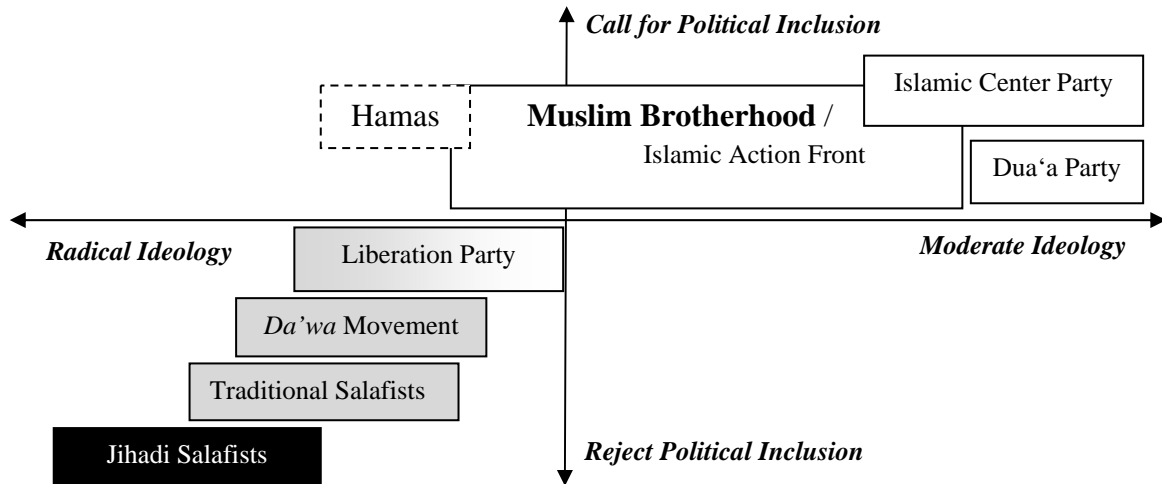 Call for Political Inclusion
Islamic Center Party
Hamas
Muslim Brotherhood /
Islamic Action Front
Dua‘a Party
Radical Ideology
Moderate Ideology
Liberation Party
Da’wa Movement
Traditional Salafists
Jihadi Salafists
Reject Political Inclusion